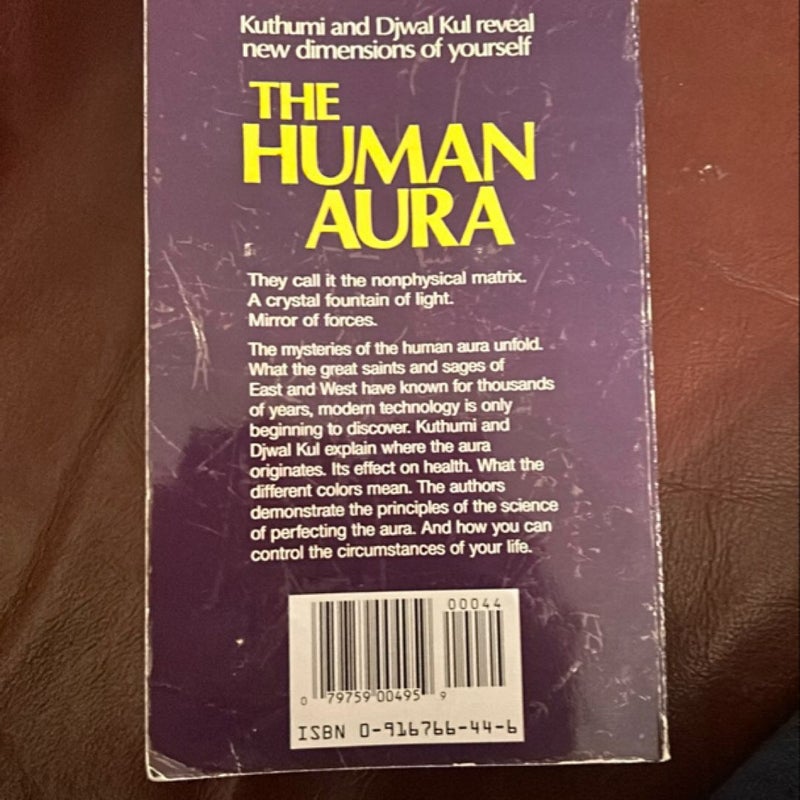 Kuthumi and Djwal Kul reveal
new dimensions of yourself
THE
HUMAN
AURA
They call it the nonphysical matrix.
A crystal fountain of light.
Mirror of forces.
The mysteries of the human aura unfold.
What the great saints and sages of
East and West have known for thousands
of years, modern technology is only
beginning to discover. Kuthumi and
Djwal Kul explain where the aura
originates. Its effect on health. What the
different colors mean. The authors
demonstrate the principles of the science
of perfecting the aura. And how you can
control the circumstances of your life.
00044
0 79759 00495 9
ISBN 0-916766-44-6